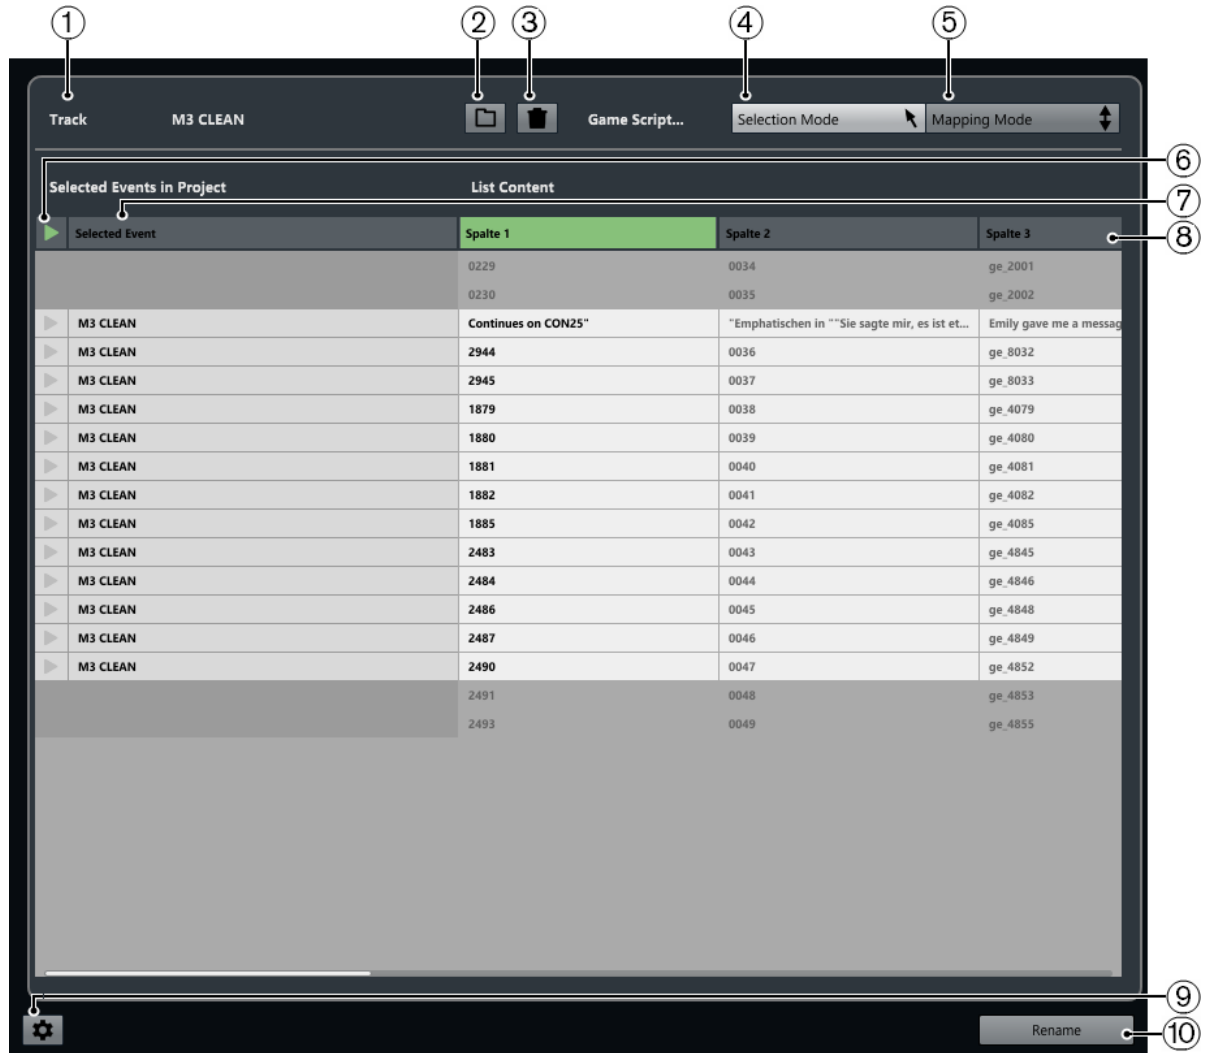 1 2 3 4 5
Track M3 CLEAN Game Script... Selection Mode Mapping Mode
6
Selected Events in Project List Content
7
Selected Event Spalte 1 Spalte 2 Spalte 3 8
0229 0034 ge_2001
0230 0035 ge_2002
M3 CLEAN Continues on CON25" "Emphatischen in ""Sie sagte mir, es ist et... Emily gave me a messag
M3 CLEAN 2944 0036 ge_8032
M3 CLEAN 2945 0037 ge_8033
M3 CLEAN 1879 0038 ge_4079
M3 CLEAN 1880 0039 ge_4080
M3 CLEAN 1881 0040 ge_4081
M3 CLEAN 1882 0041 ge_4082
M3 CLEAN 1885 0042 ge_4085
M3 CLEAN 2483 0043 ge_4845
M3 CLEAN 2484 0044 ge_4846
M3 CLEAN 2486 0045 ge_4848
M3 CLEAN 2487 0046 ge_4849
M3 CLEAN 2490 0047 ge_4852
2491 0048 ge_4853
2493 0049 ge_4855
9
Rename 10